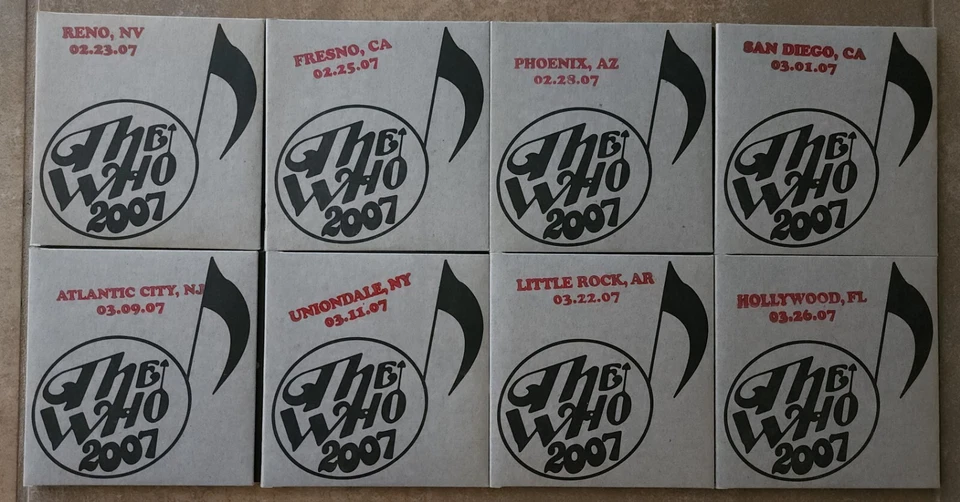 RENO, NV
02.23.07
THE
WHO
2007
FRESNO, CA
02.25.07
THE
WHO
2007
PHOENIX, AZ
02.28.07
THE
WHO
2007
SAN DIEGO, CA
03.01.07
THE
WHO
2007
ATLANTIC CITY, NJ
03.09.07
THE
WHO
2007
UNIONDALE, NY
03.11.07
THE
WHO
2007
LITTLE ROCK, AR
03.22.07
THE
WHO
2007
HOLLYWOOD, FL
03.26.07
THE
WHO
2007